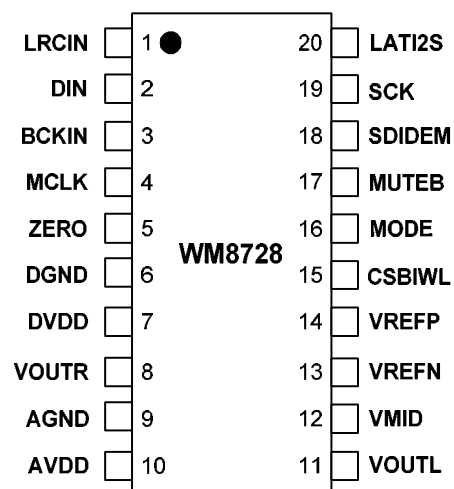 LRCIN 1 20 LATI2S
DIN 2 19 SCK
BCKIN 3 18 SDIDEM
MCLK 4 17 MUTEB
ZERO 5 16 MODE
WM8728
DGND 6 15 CSBIWL
DVDD 7 14 VREFP
VOUTR 8 13 VREFN
AGND 9 12 VMID
AVDD 10 11 VOUTL